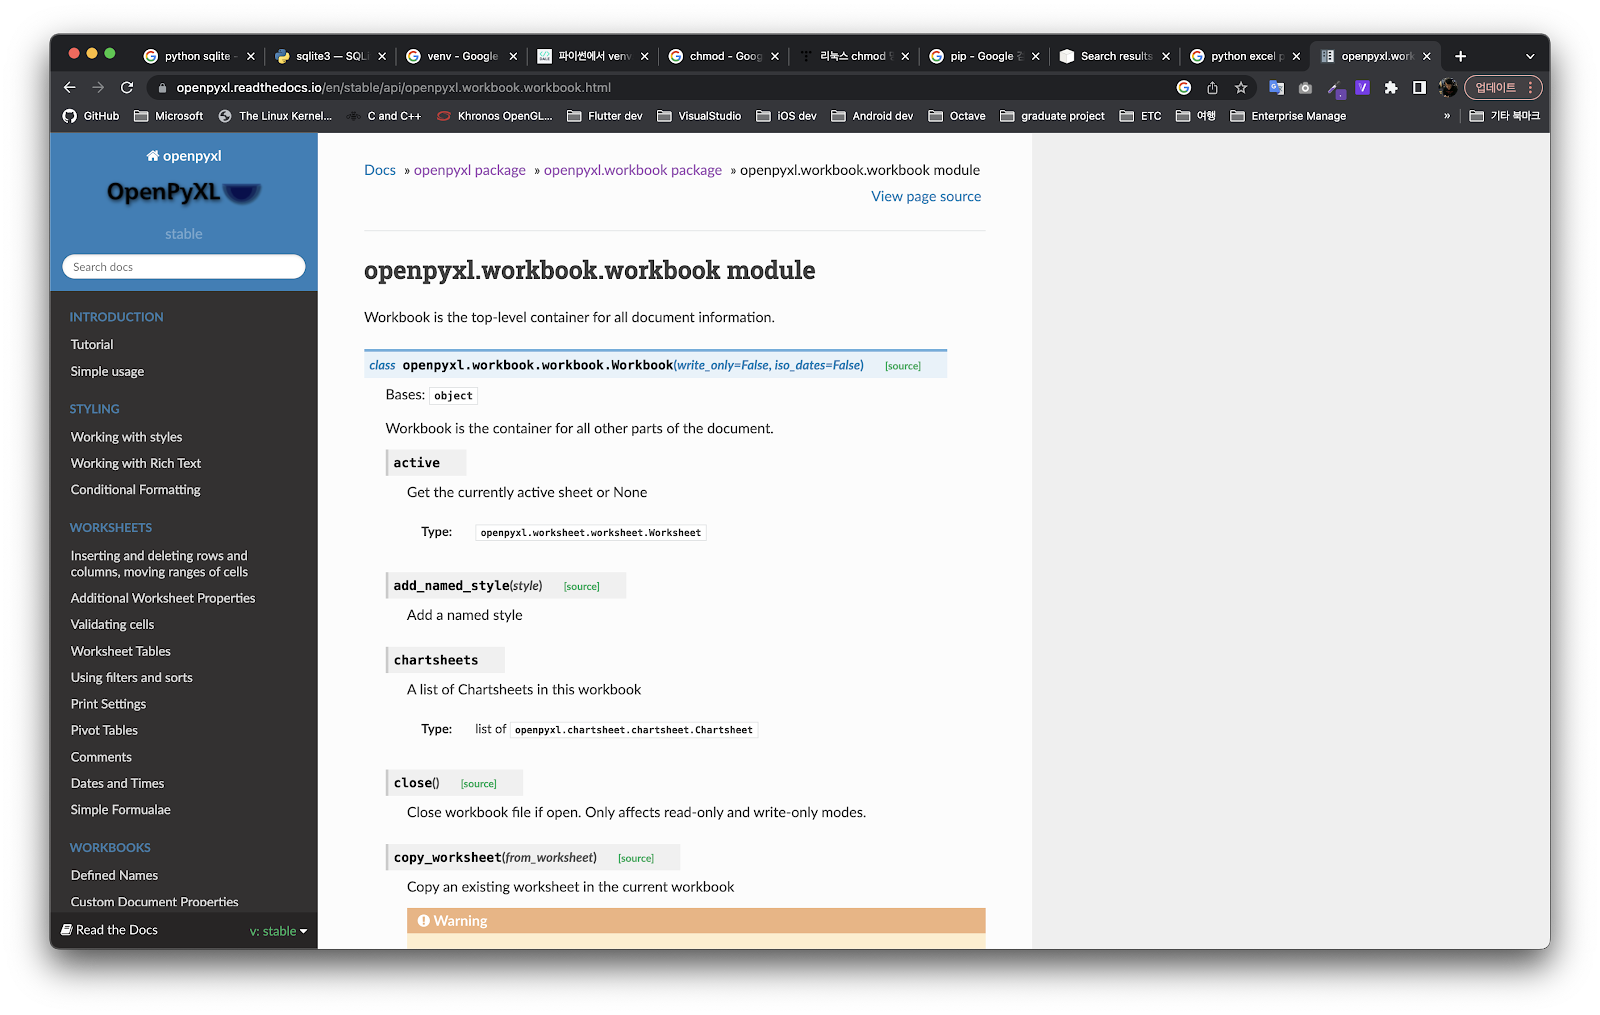 python sqlite -
sqlite3 — SQLi
venv - Google
파이썬에서 venv
chmod - Goog
리눅스 chmod
pip - Google
Search results
python excel p
openpyxl.work
openpyxl.readthedocs.io/en/stable/api/openpyxl.workbook.workbook.html
업데이트
GitHub
Microsoft
The Linux Kernel...
C and C++
Khronos OpenGL...
Flutter dev
VisualStudio
iOS dev
Android dev
Octave
graduate project
ETC
여행
Enterprise Manage
»
기타 북마크
openpyxl
OpenPyXL
stable
Search docs
INTRODUCTION
Tutorial
Simple usage
STYLING
Working with styles
Working with Rich Text
Conditional Formatting
WORKSHEETS
Inserting and deleting rows and
columns, moving ranges of cells
Additional Worksheet Properties
Validating cells
Worksheet Tables
Using filters and sorts
Print Settings
Pivot Tables
Comments
Dates and Times
Simple Formualae
WORKBOOKS
Defined Names
Custom Document Properties
Read the Docs
v: stable
Docs » openpyxl package » openpyxl.workbook package » openpyxl.workbook.workbook module
View page source
openpyxl.workbook.workbook module
Workbook is the top-level container for all document information.
class openpyxl.workbook.workbook.Workbook(write_only=False, iso_dates=False) [source]
Bases: object
Workbook is the container for all other parts of the document.
active
Get the currently active sheet or None
Type: openpyxl.worksheet.worksheet.Worksheet
add_named_style(style) [source]
Add a named style
chartsheets
A list of Chartsheets in this workbook
Type: list of openpyxl.chartsheet.chartsheet.Chartsheet
close() [source]
Close workbook file if open. Only affects read-only and write-only modes.
copy_worksheet(from_worksheet) [source]
Copy an existing worksheet in the current workbook
Warning